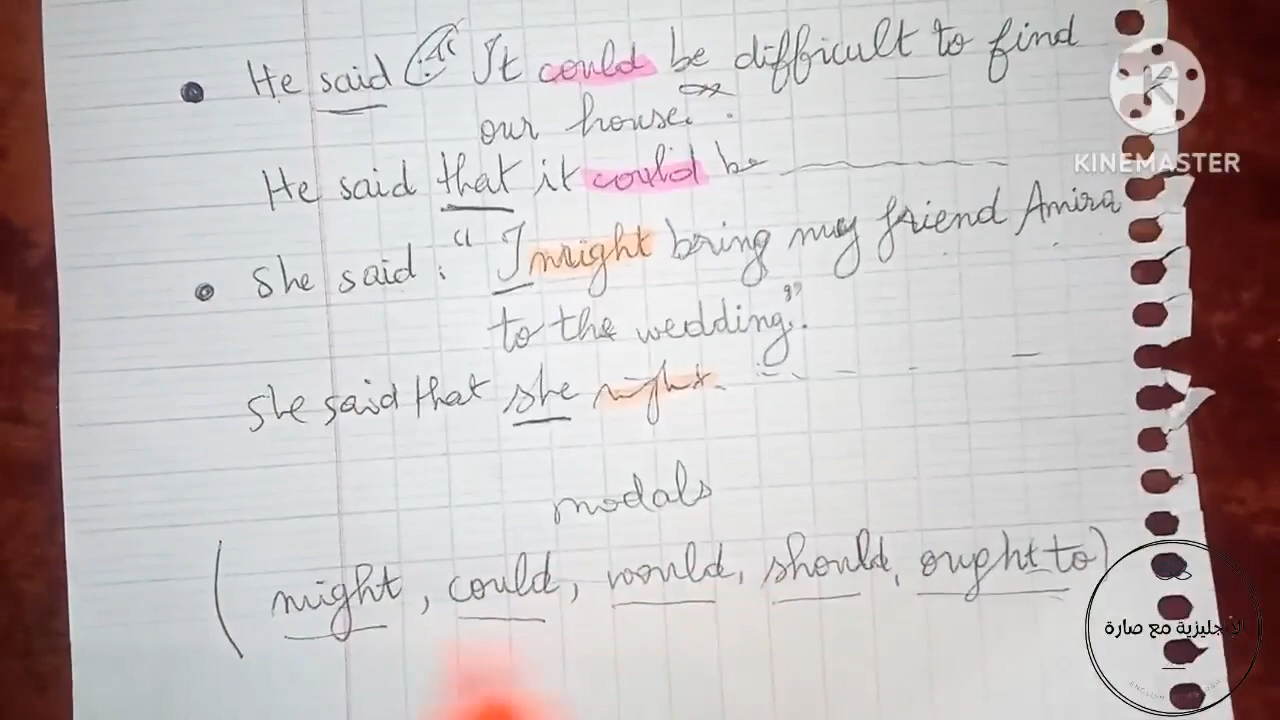 • He said : " It could be difficult to find
our house".
He said that it could be ______
KINEMASTER
• She said : " I might bring my friend Amira
to the wedding".
She said that she might - - - -
modals
( might, could, would, should, ought to)
الإنجليزية مع صارة